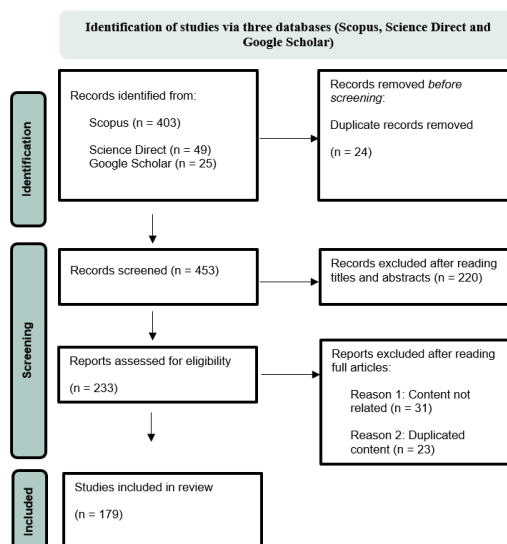 Identification of studies via three databases (Scopus, Science Direct and
Google Scholar)
Identification
Records identified from:
Scopus (n = 403)
Science Direct (n = 49)
Google Scholar (n = 25)
Records removed before
screening:
Duplicate records removed
(n = 24)
Screening
Records screened (n = 453)
Records excluded after reading
titles and abstracts (n = 220)
Reports assessed for eligibility
(n = 233)
Reports excluded after reading
full articles:
Reason 1: Content not
related (n = 31)
Reason 2: Duplicated
content (n = 23)
Included
Studies included in review
(n = 179)